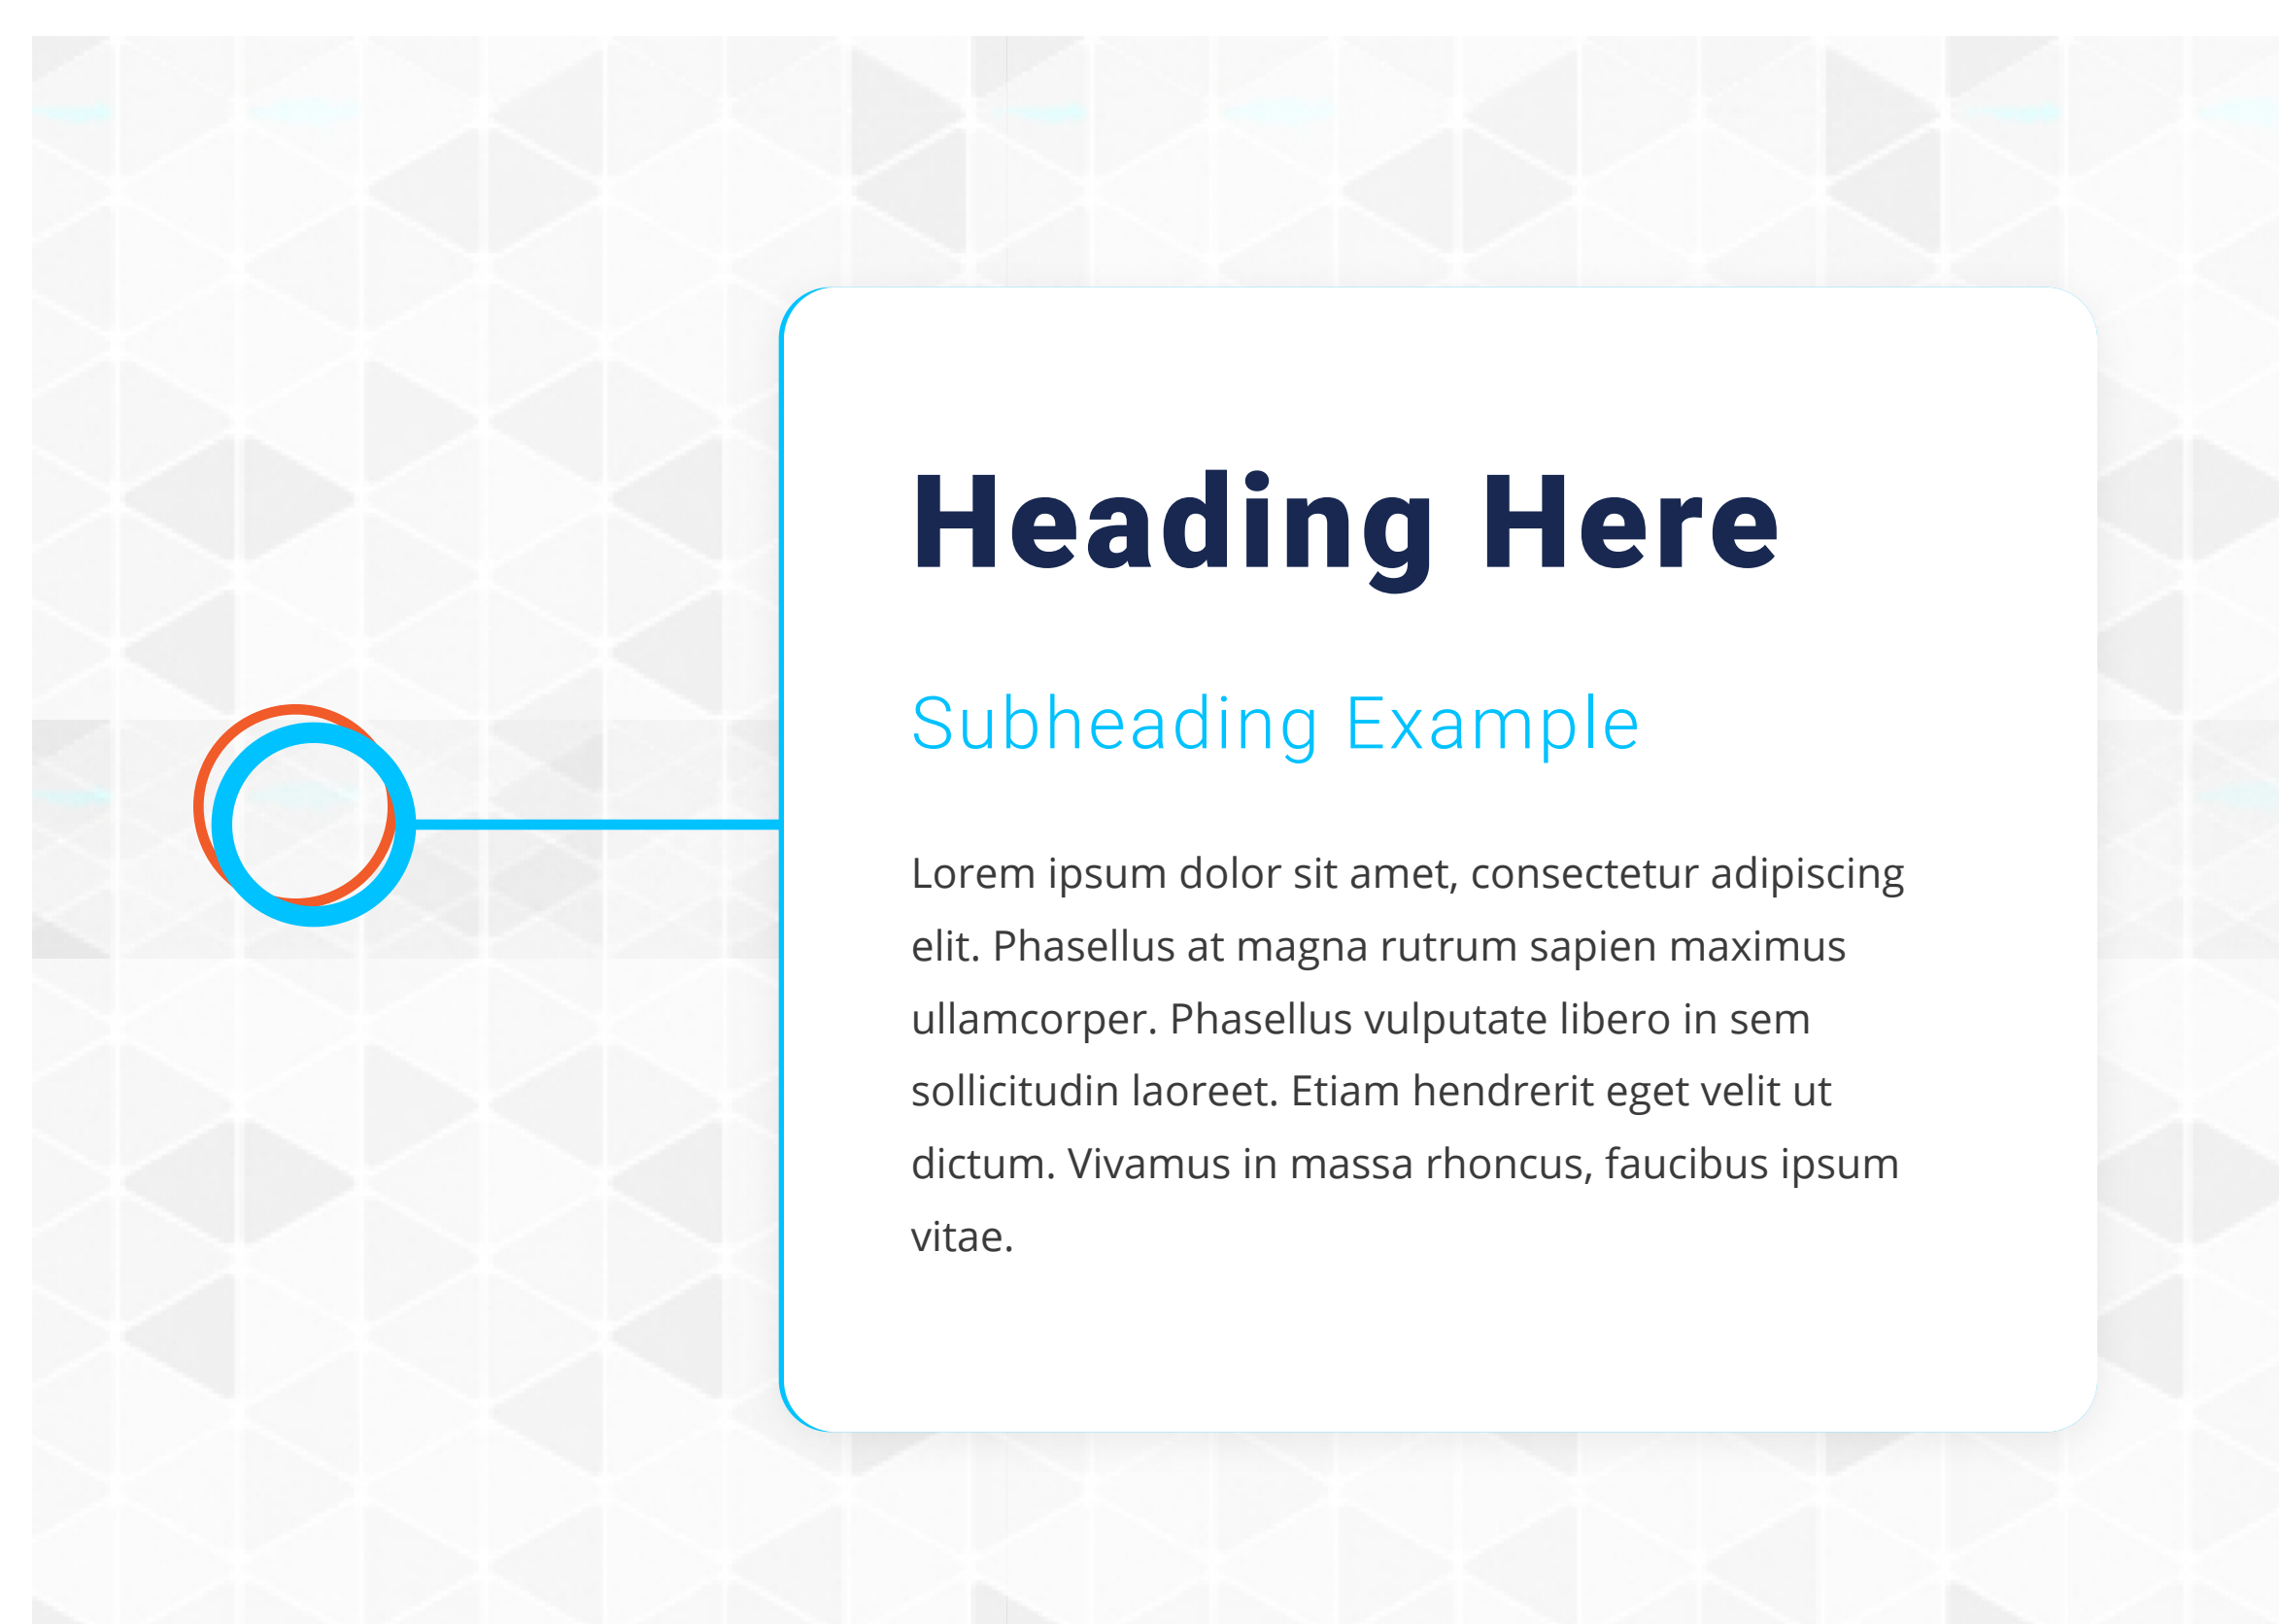 Heading Here
Subheading Example
Lorem ipsum dolor sit amet, consectetur adipiscing
elit. Phasellus at magna rutrum sapien maximus
ullamcorper. Phasellus vulputate libero in sem
sollicitudin laoreet. Etiam hendrerit eget velit ut
dictum. Vivamus in massa rhoncus, faucibus ipsum
vitae.